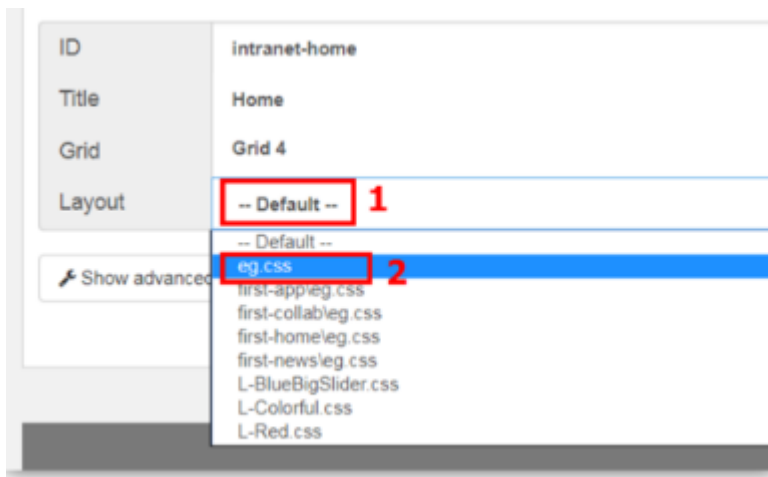 ID intranet-home
Title Home
Grid Grid 4
Layout -- Default -- 1
-- Default --
eg.css 2
Show advanced first-app\eg.css
first-collab\eg.css
first-home\eg.css
first-news\eg.css
L-BlueBigSlider.css
L-Colorful.css
L-Red.css